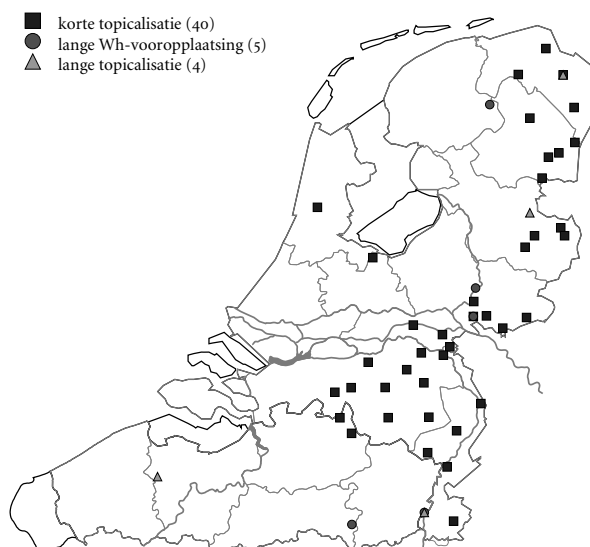 korte topicalisatie (40)
lange Wh-vooropplaatsing (5)
lange topicalisatie (4)